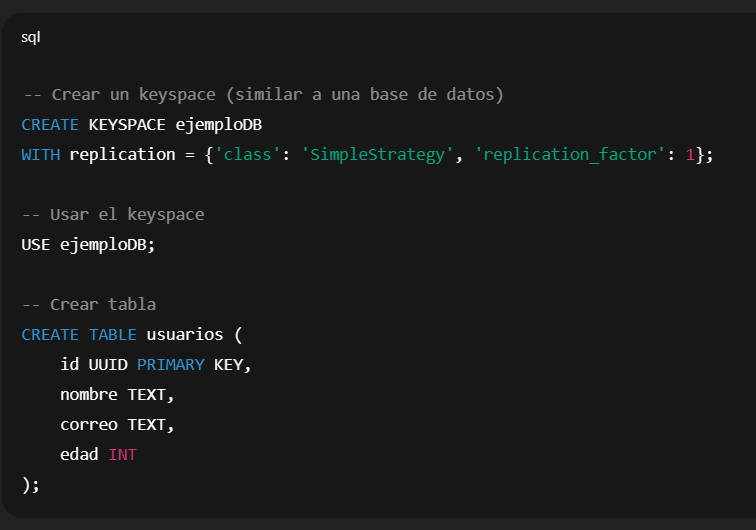 sql
-- Crear un keyspace (similar a una base de datos)
CREATE KEYSPACE ejemploDB
WITH replication = {'class': 'SimpleStrategy', 'replication_factor': 1};
-- Usar el keyspace
USE ejemploDB;
-- Crear tabla
CREATE TABLE usuarios (
    id UUID PRIMARY KEY,
    nombre TEXT,
    correo TEXT,
    edad INT
);